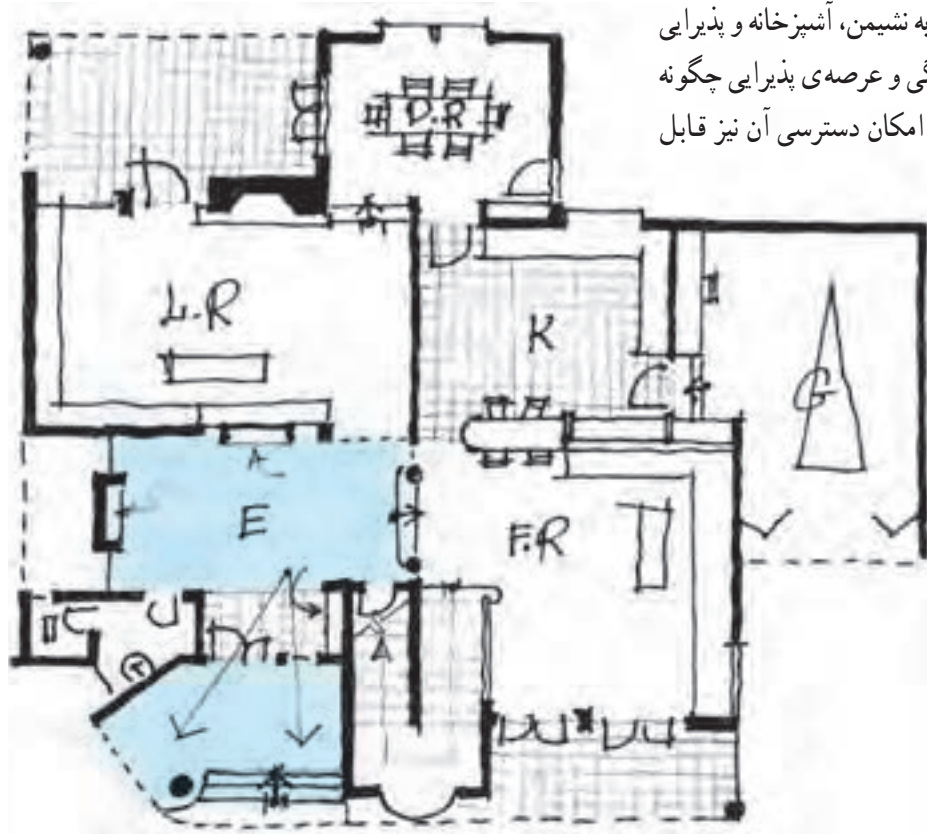 به نشیمن، آشپزخانه و پذیرایی
گی و عرصه‌ی پذیرایی چگونه
امکان دسترسی آن نیز قابل
D.R
L.R
K
G
E
F.R